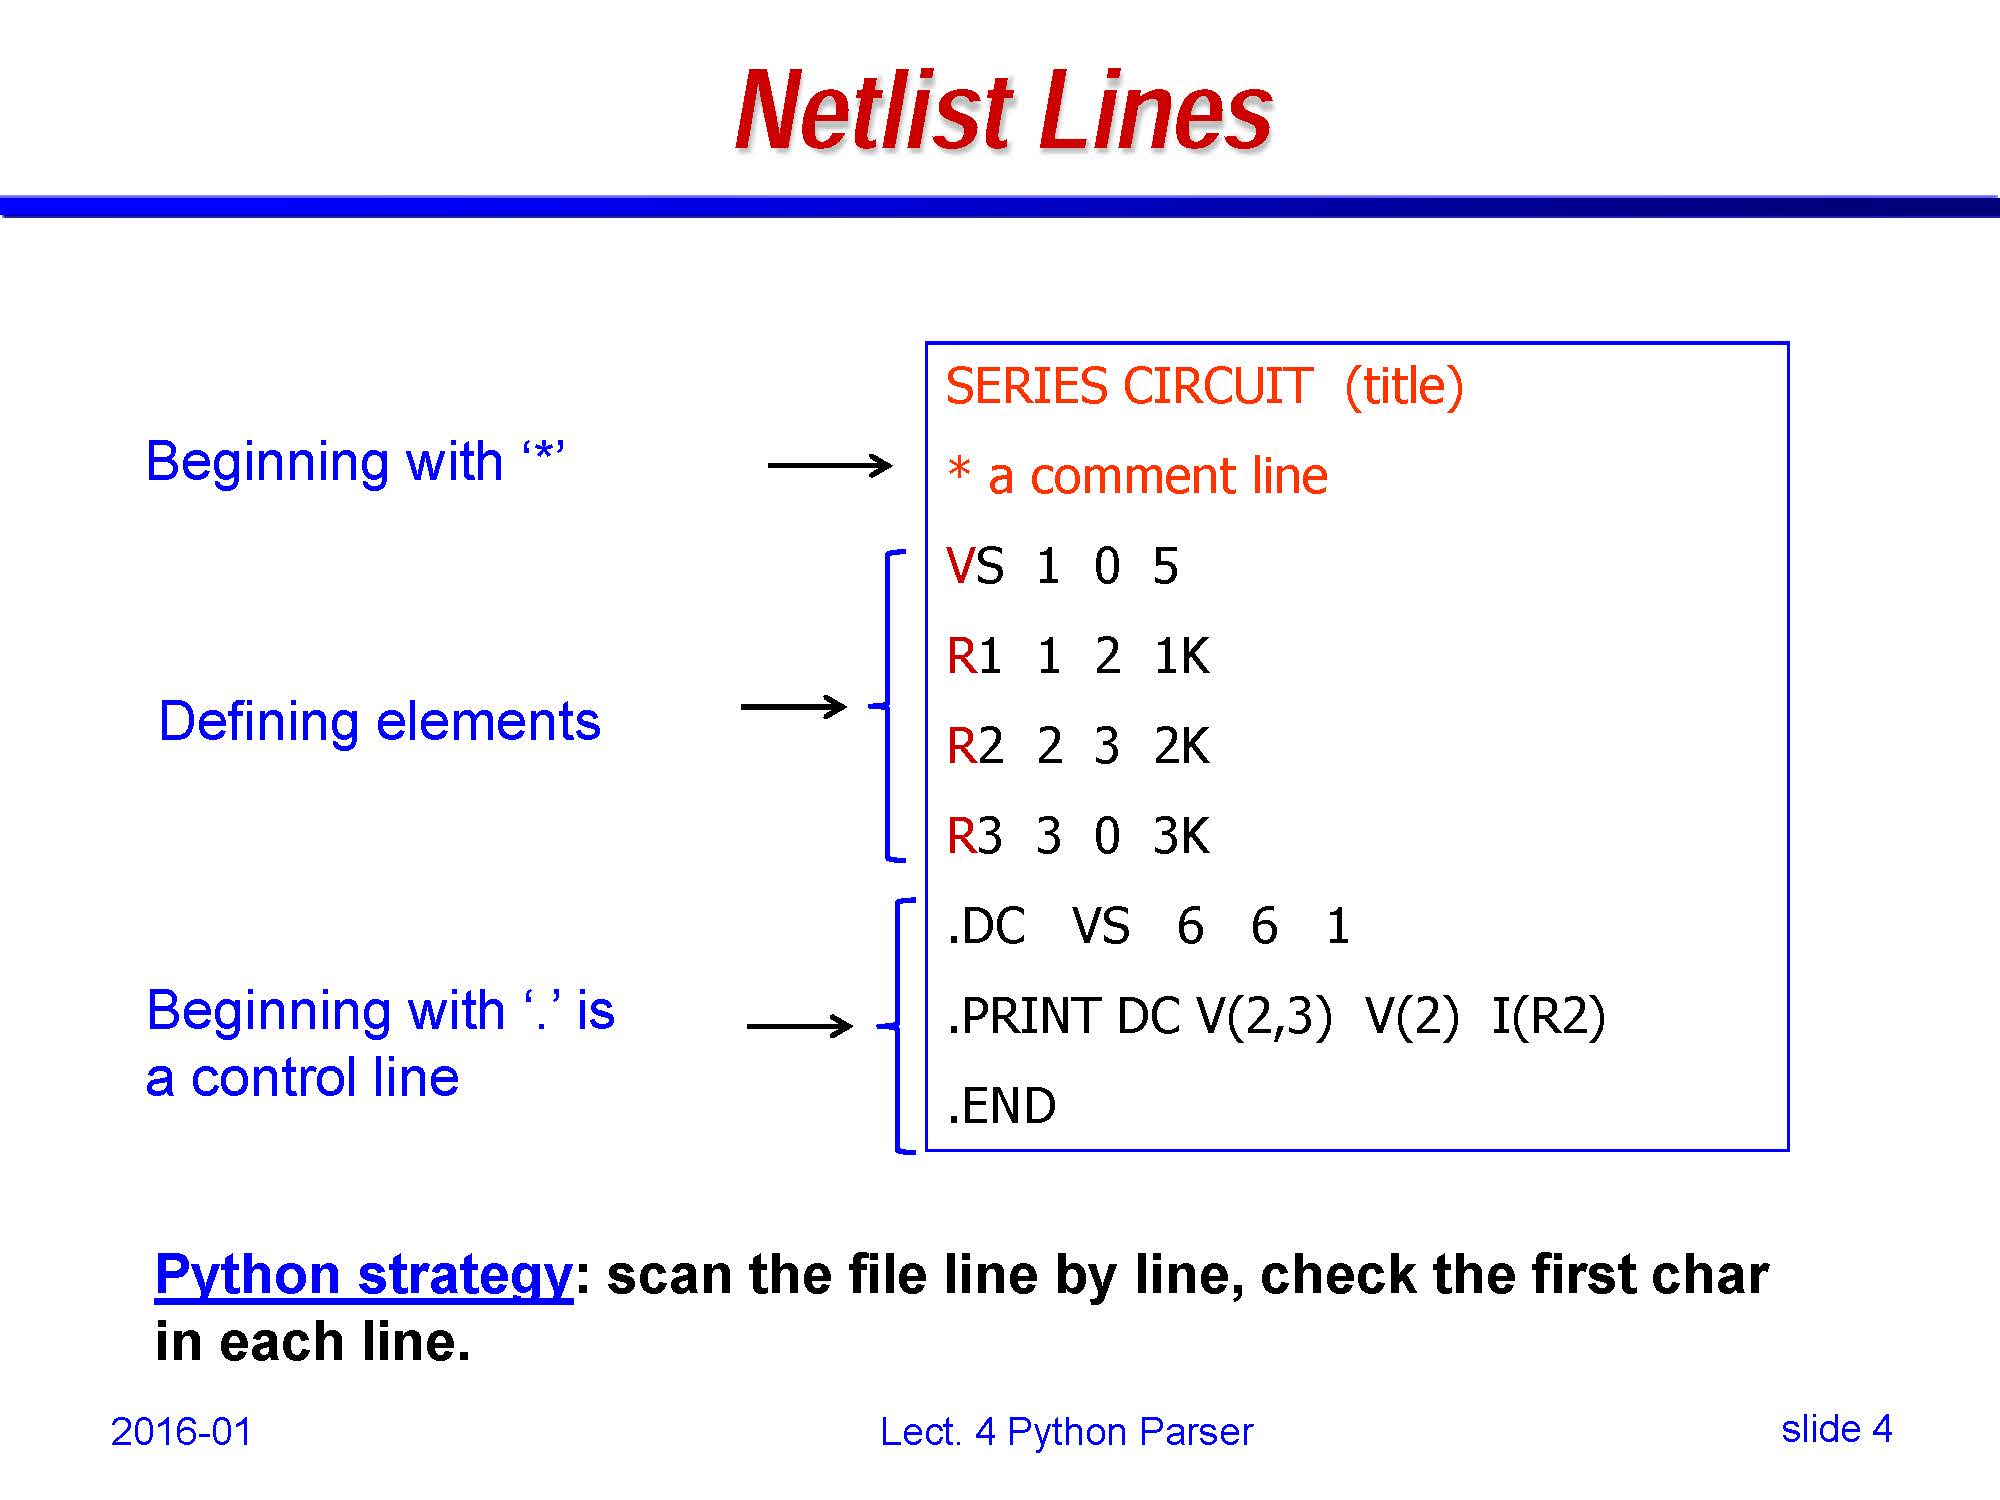 Netlist Lines
SERIES CIRCUIT (title)
Beginning with ‘*’
* a comment line
VS 1 0 5
R1 1 2 1K
Defining elements
R2 2 3 2K
R3 3 0 3K
.DC VS 6 6 1
Beginning with ‘.’ is
a control line
.PRINT DC V(2,3) V(2) I(R2)
.END
Python strategy: scan the file line by line, check the first char
in each line.
2016-01
Lect. 4 Python Parser
slide 4